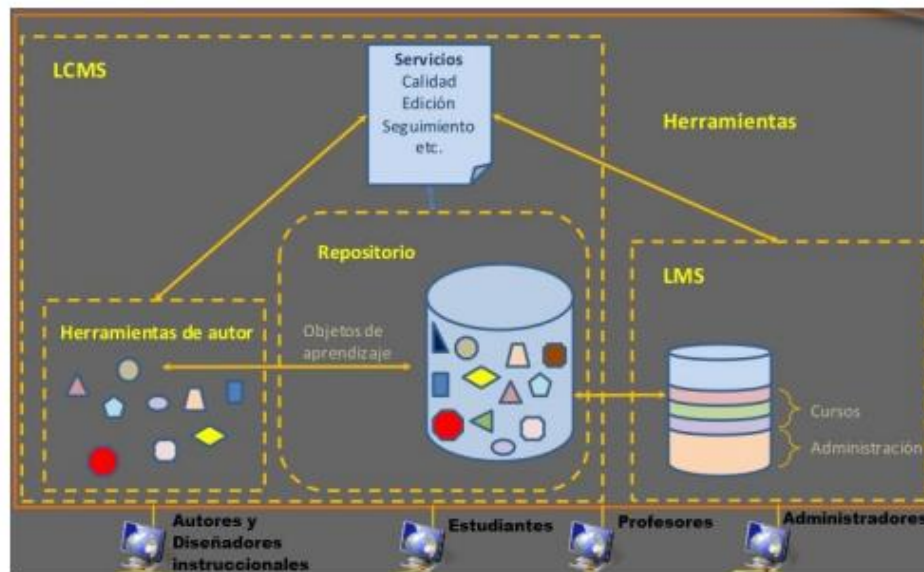 LCMS
Servicios
Calidad
Edición
Seguimiento
etc.
Herramientas
Repositorio
LMS
Herramientas de autor
Objetos de
aprendizaje
Cursos
Administración
Autores y
Diseñadores
instruccionales
Estudiantes
Profesores
Administradores